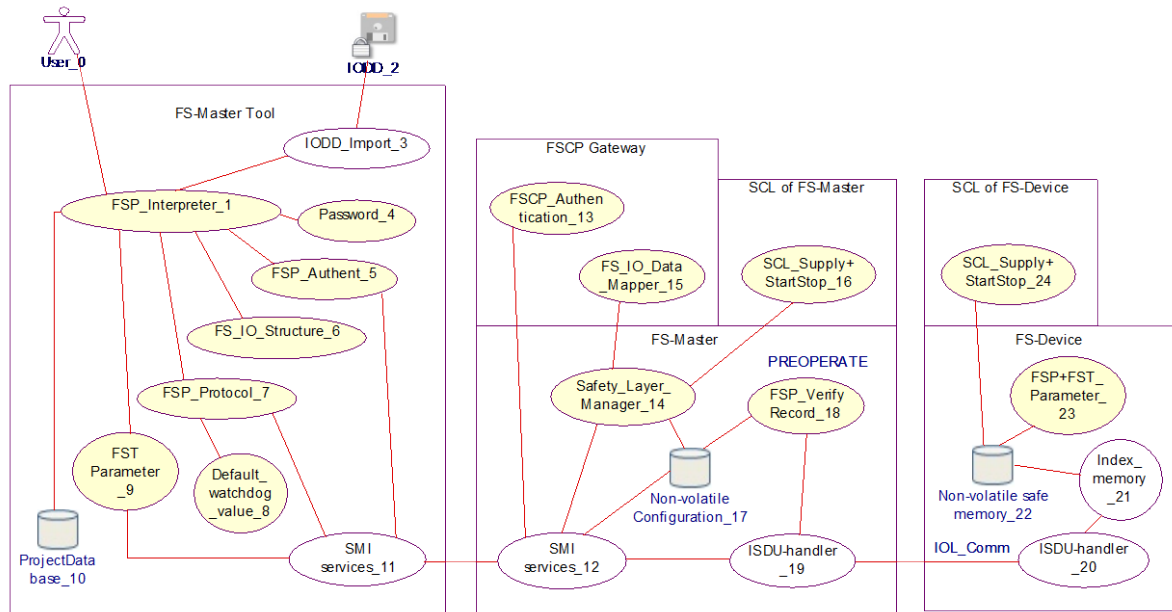 User_0
IODD_2
FS-Master Tool
IODD_Import_3
FSP_Interpreter_1
Password_4
FSP_Authent_5
FS_IO_Structure_6
FSP_Protocol_7
FST
Parameter
_9
Default_
watchdog
_value_8
ProjectData
base_10
SMI
services_11
FSCP Gateway
FSCP_Authen
tication_13
FS_IO_Data
_Mapper_15
SCL of FS-Master
SCL_Supply+
StartStop_16
FS-Master
PREOPERATE
Safety_Layer_
Manager_14
FSP_Verify
Record_18
Non-volatile
Configuration_17
SMI
services_12
ISDU-handler
_19
SCL of FS-Device
SCL_Supply+
StartStop_24
FS-Device
FSP+FST_
Parameter_
23
Index_
memory
_21
Non-volatile safe
memory_22
IOL_Comm
ISDU-handler
_20